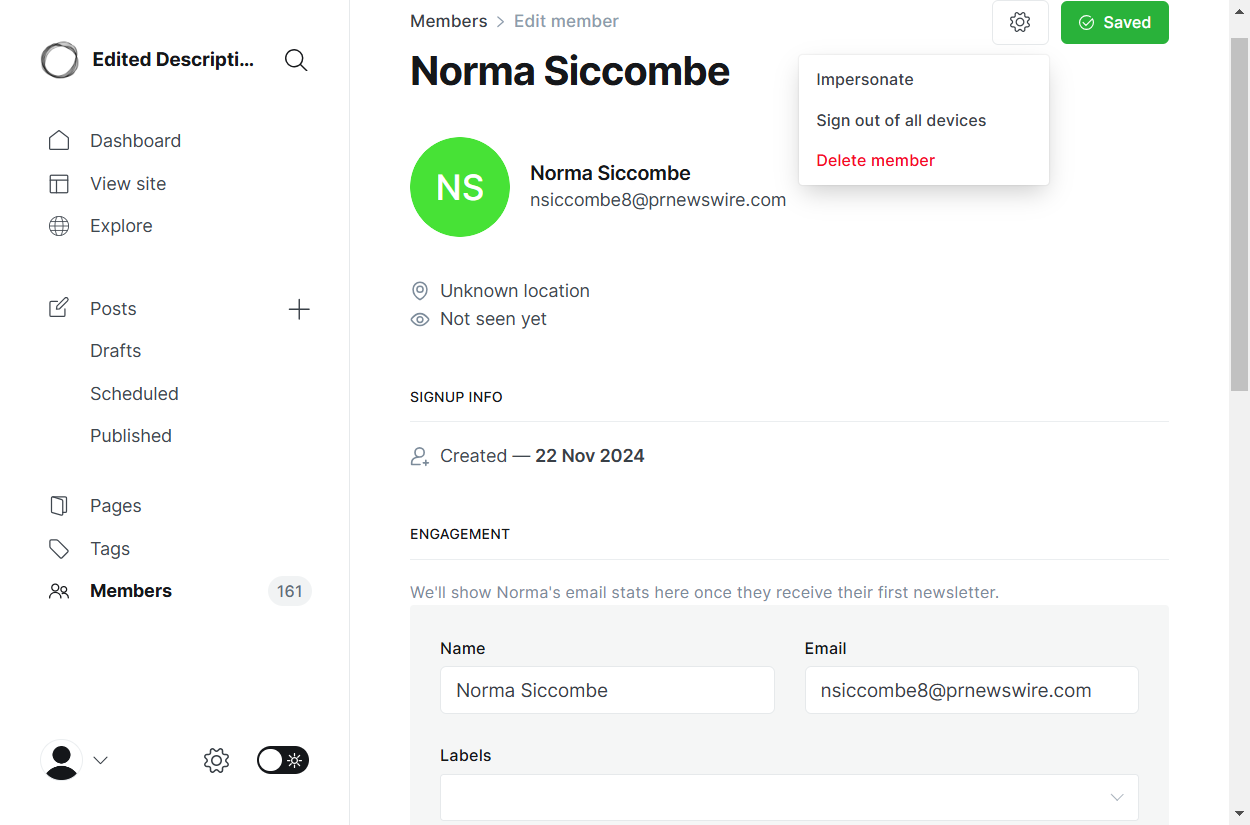 Edited Descripti...
Dashboard
View site
Explore
Posts
Drafts
Scheduled
Published
Pages
Tags
Members 161
Members > Edit member
Saved
Norma Siccombe
Impersonate
Sign out of all devices
Delete member
NS
Norma Siccombe
nsiccombe8@prnewswire.com
Unknown location
Not seen yet
SIGNUP INFO
Created — 22 Nov 2024
ENGAGEMENT
We'll show Norma's email stats here once they receive their first newsletter.
Name
Norma Siccombe
Email
nsiccombe8@prnewswire.com
Labels